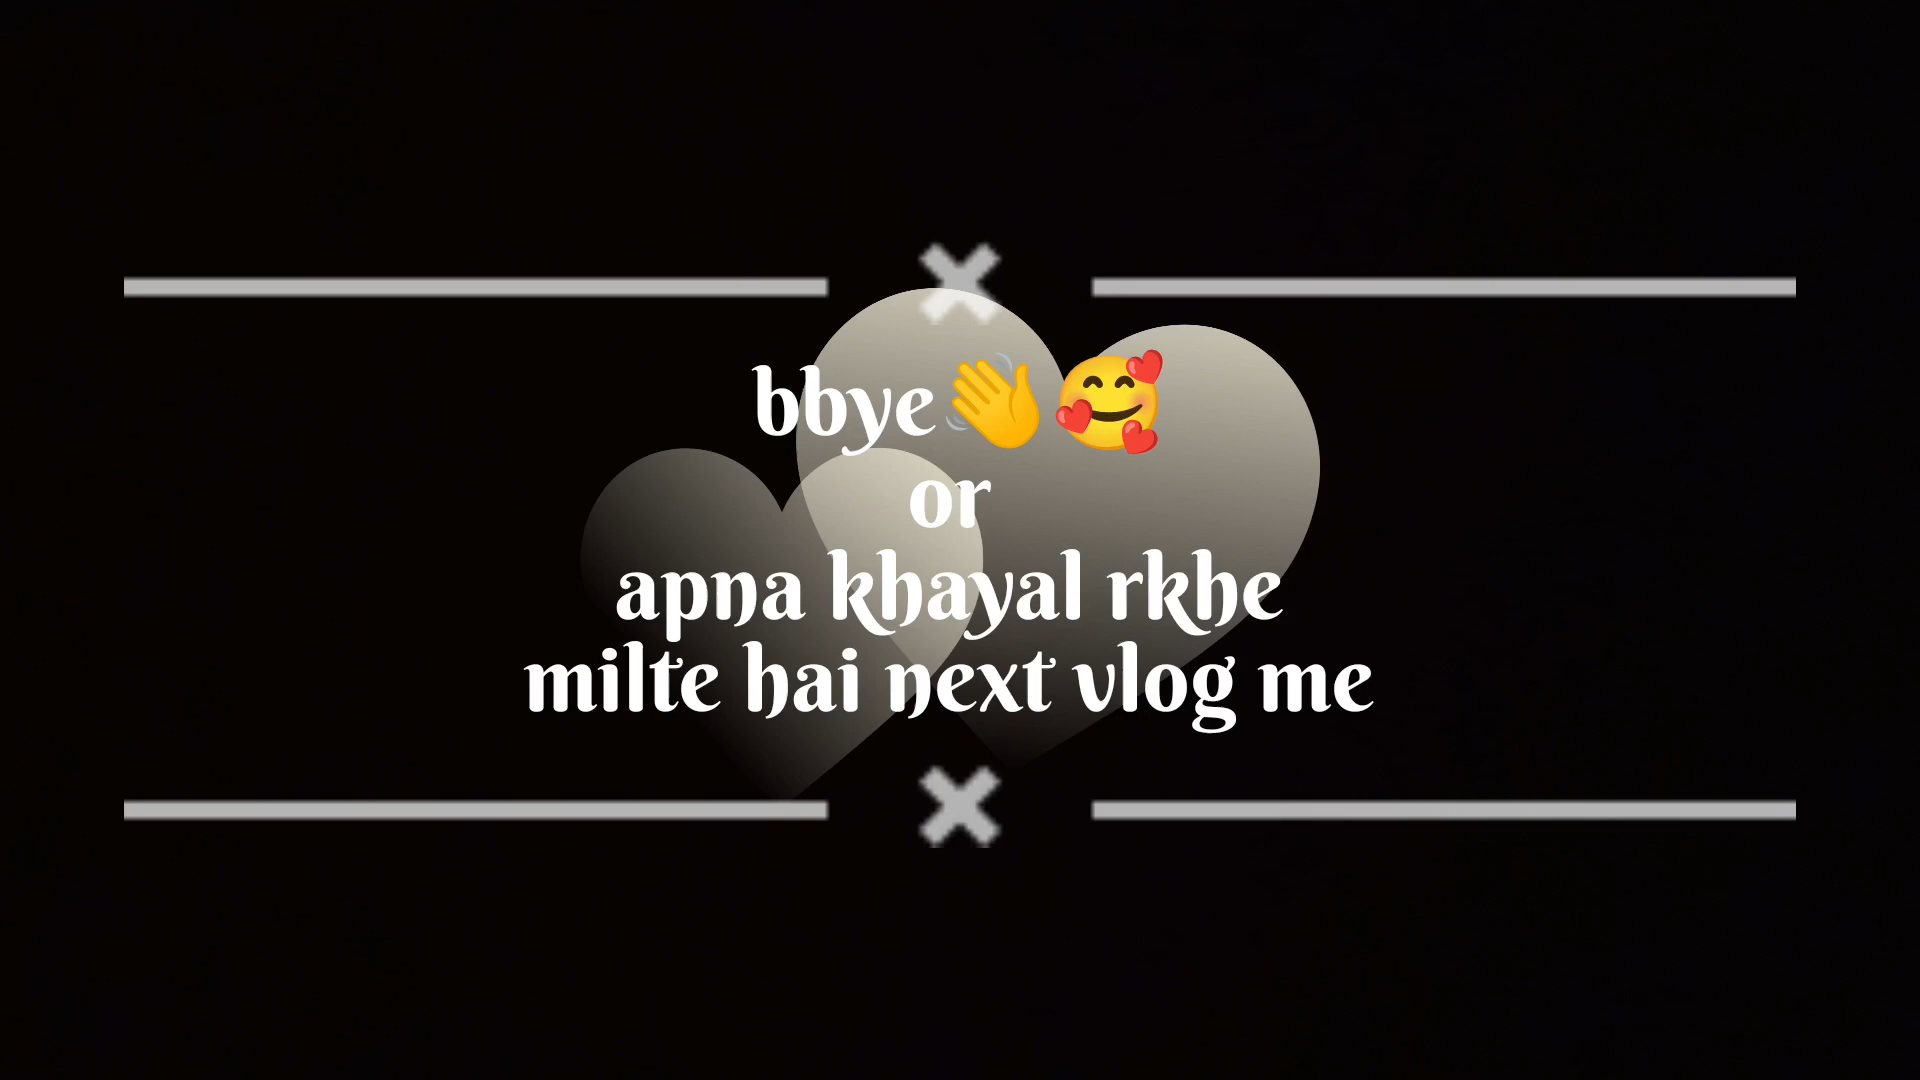 bbye👋🥰
or
apna khayal rkhe
milte hai next vlog me